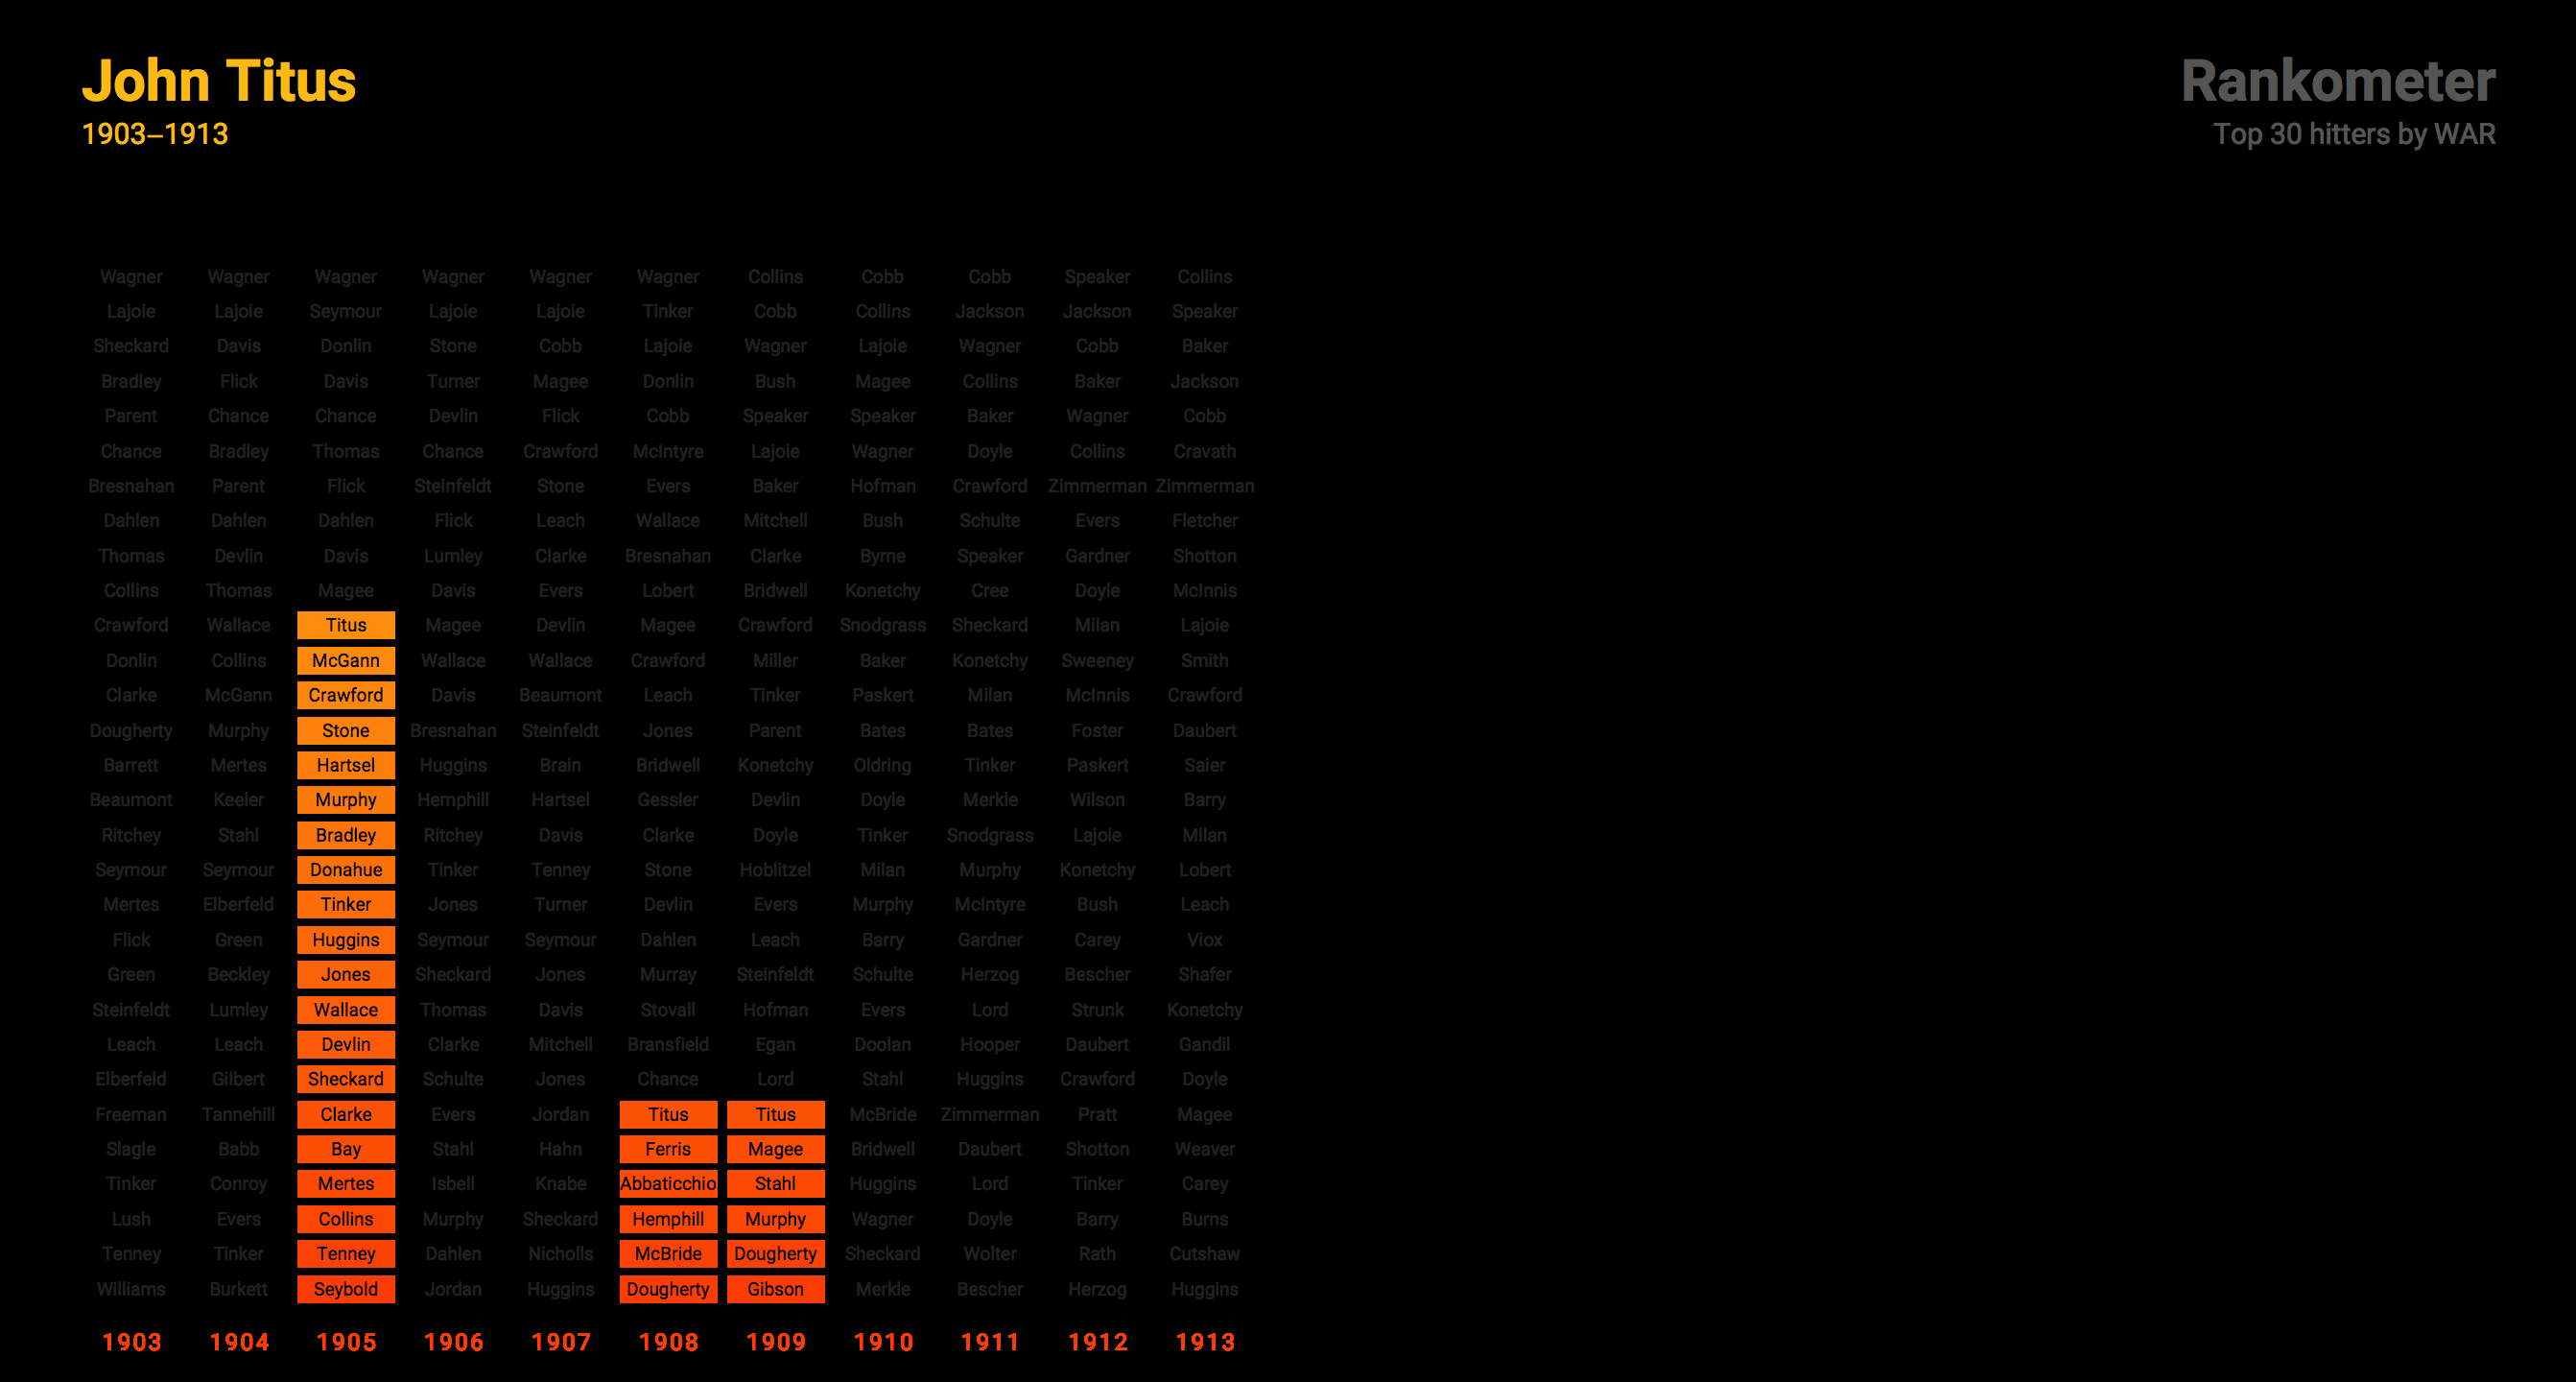 John Titus
1903–1913
Rankometer
Top 30 hitters by WAR
Wagner Wagner Wagner Wagner Wagner Wagner Collins Cobb Cobb Speaker Collins
Lajoie Lajoie Seymour Lajoie Lajoie Tinker Cobb Collins Jackson Jackson Speaker
Sheckard Davis Donlin Stone Cobb Lajoie Wagner Lajoie Wagner Cobb Baker
Bradley Flick Davis Turner Magee Donlin Bush Magee Collins Baker Jackson
Parent Chance Chance Devlin Flick Cobb Speaker Speaker Baker Wagner Cobb
Chance Bradley Thomas Chance Crawford McIntyre Lajoie Wagner Doyle Collins Cravath
Bresnahan Parent Flick Steinfeldt Stone Evers Baker Hofman Crawford Zimmerman Zimmerman
Dahlen Dahlen Dahlen Flick Leach Wallace Mitchell Bush Schulte Evers Fletcher
Thomas Devlin Davis Lumley Clarke Bresnahan Clarke Byrne Speaker Gardner Shotton
Collins Thomas Magee Davis Evers Lobert Bridwell Konetchy Cree Doyle McInnis
Crawford Wallace Titus Magee Devlin Magee Crawford Snodgrass Sheckard Milan Lajoie
Donlin Collins McGann Wallace Wallace Crawford Miller Baker Konetchy Sweeney Smith
Clarke McGann Crawford Davis Beaumont Leach Tinker Paskert Milan McInnis Crawford
Dougherty Murphy Stone Bresnahan Steinfeldt Jones Parent Bates Bates Foster Daubert
Barrett Mertes Hartsel Huggins Brain Bridwell Konetchy Oldring Tinker Paskert Saier
Beaumont Keeler Murphy Hemphill Hartsel Gessler Devlin Doyle Merkle Wilson Barry
Ritchey Stahl Bradley Ritchey Davis Clarke Doyle Tinker Snodgrass Lajoie Milan
Seymour Seymour Donahue Tinker Tenney Stone Hoblitzel Milan Murphy Konetchy Lobert
Mertes Elberfeld Tinker Jones Turner Devlin Evers Murphy McIntyre Bush Leach
Flick Green Huggins Seymour Seymour Dahlen Leach Barry Gardner Carey Viox
Green Beckley Jones Sheckard Jones Murray Steinfeldt Schulte Herzog Bescher Shafer
Steinfeldt Lumley Wallace Thomas Davis Stovall Hofman Evers Lord Strunk Konetchy
Leach Leach Devlin Clarke Mitchell Bransfield Egan Doolan Hooper Daubert Gandil
Elberfeld Gilbert Sheckard Schulte Jones Chance Lord Stahl Huggins Crawford Doyle
Freeman Tannehill Clarke Evers Jordan Titus Titus McBride Zimmerman Pratt Magee
Slagle Babb Bay Stahl Hahn Ferris Magee Bridwell Daubert Shotton Weaver
Tinker Conroy Mertes Isbell Knabe Abbaticchio Stahl Huggins Lord Tinker Carey
Lush Evers Collins Murphy Sheckard Hemphill Murphy Wagner Doyle Barry Burns
Tenney Tinker Tenney Dahlen Nicholls McBride Dougherty Sheckard Wolter Rath Cutshaw
Williams Burkett Seybold Jordan Huggins Dougherty Gibson Merkle Bescher Herzog Huggins
1903 1904 1905 1906 1907 1908 1909 1910 1911 1912 1913